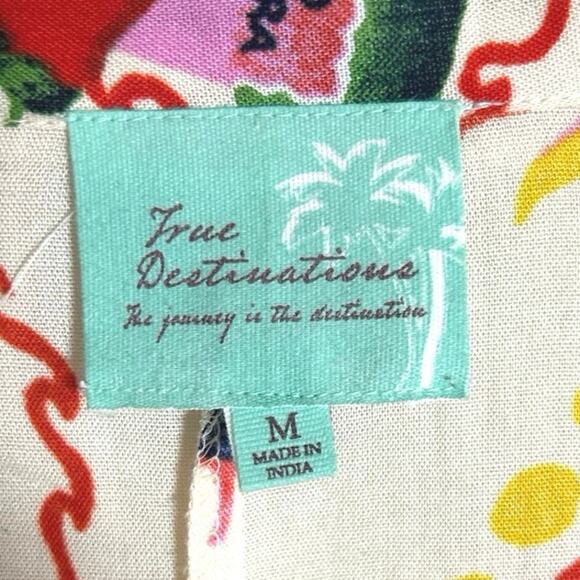 True
Destinations
The journey is the destination
M
MADE IN
INDIA